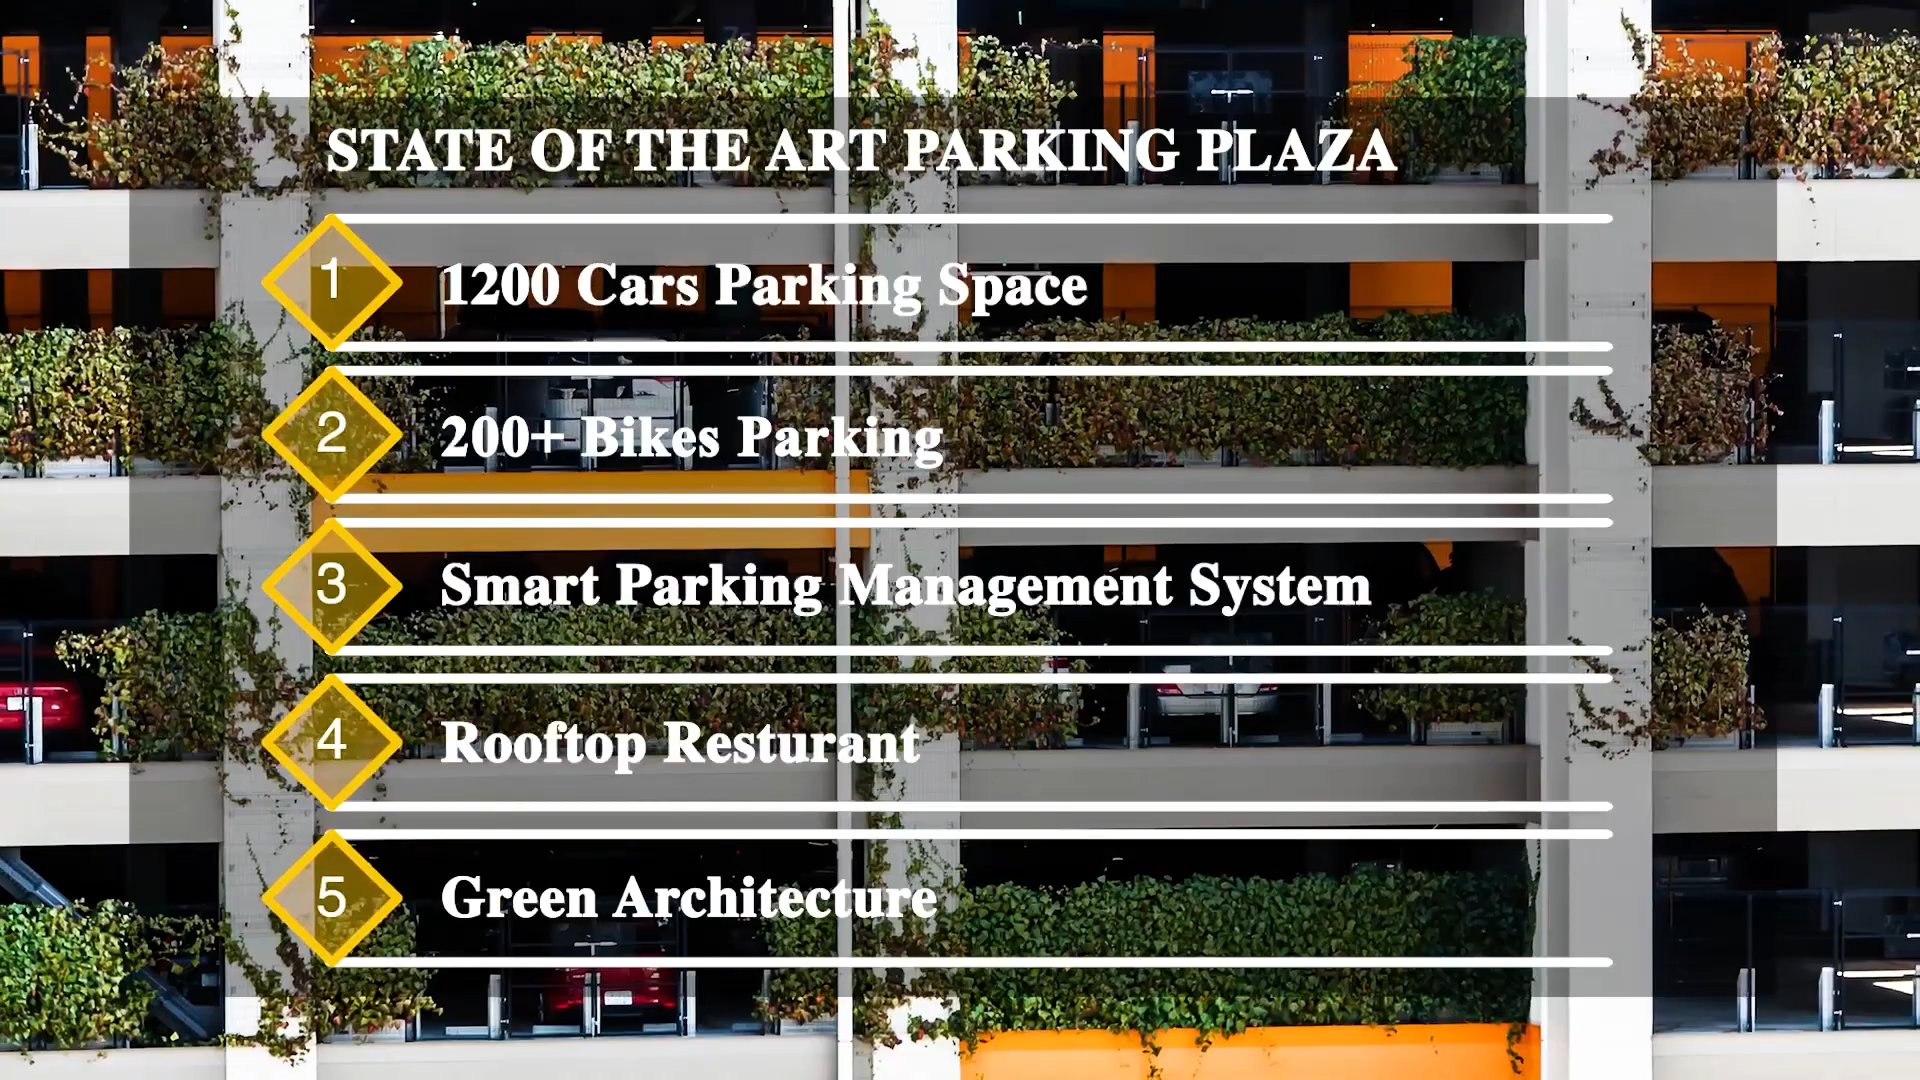 STATE OF THE ART PARKING PLAZA
1
1200 Cars Parking Space
2
200+ Bikes Parking
3
Smart Parking Management System
4
Rooftop Resturant
5
Green Architecture